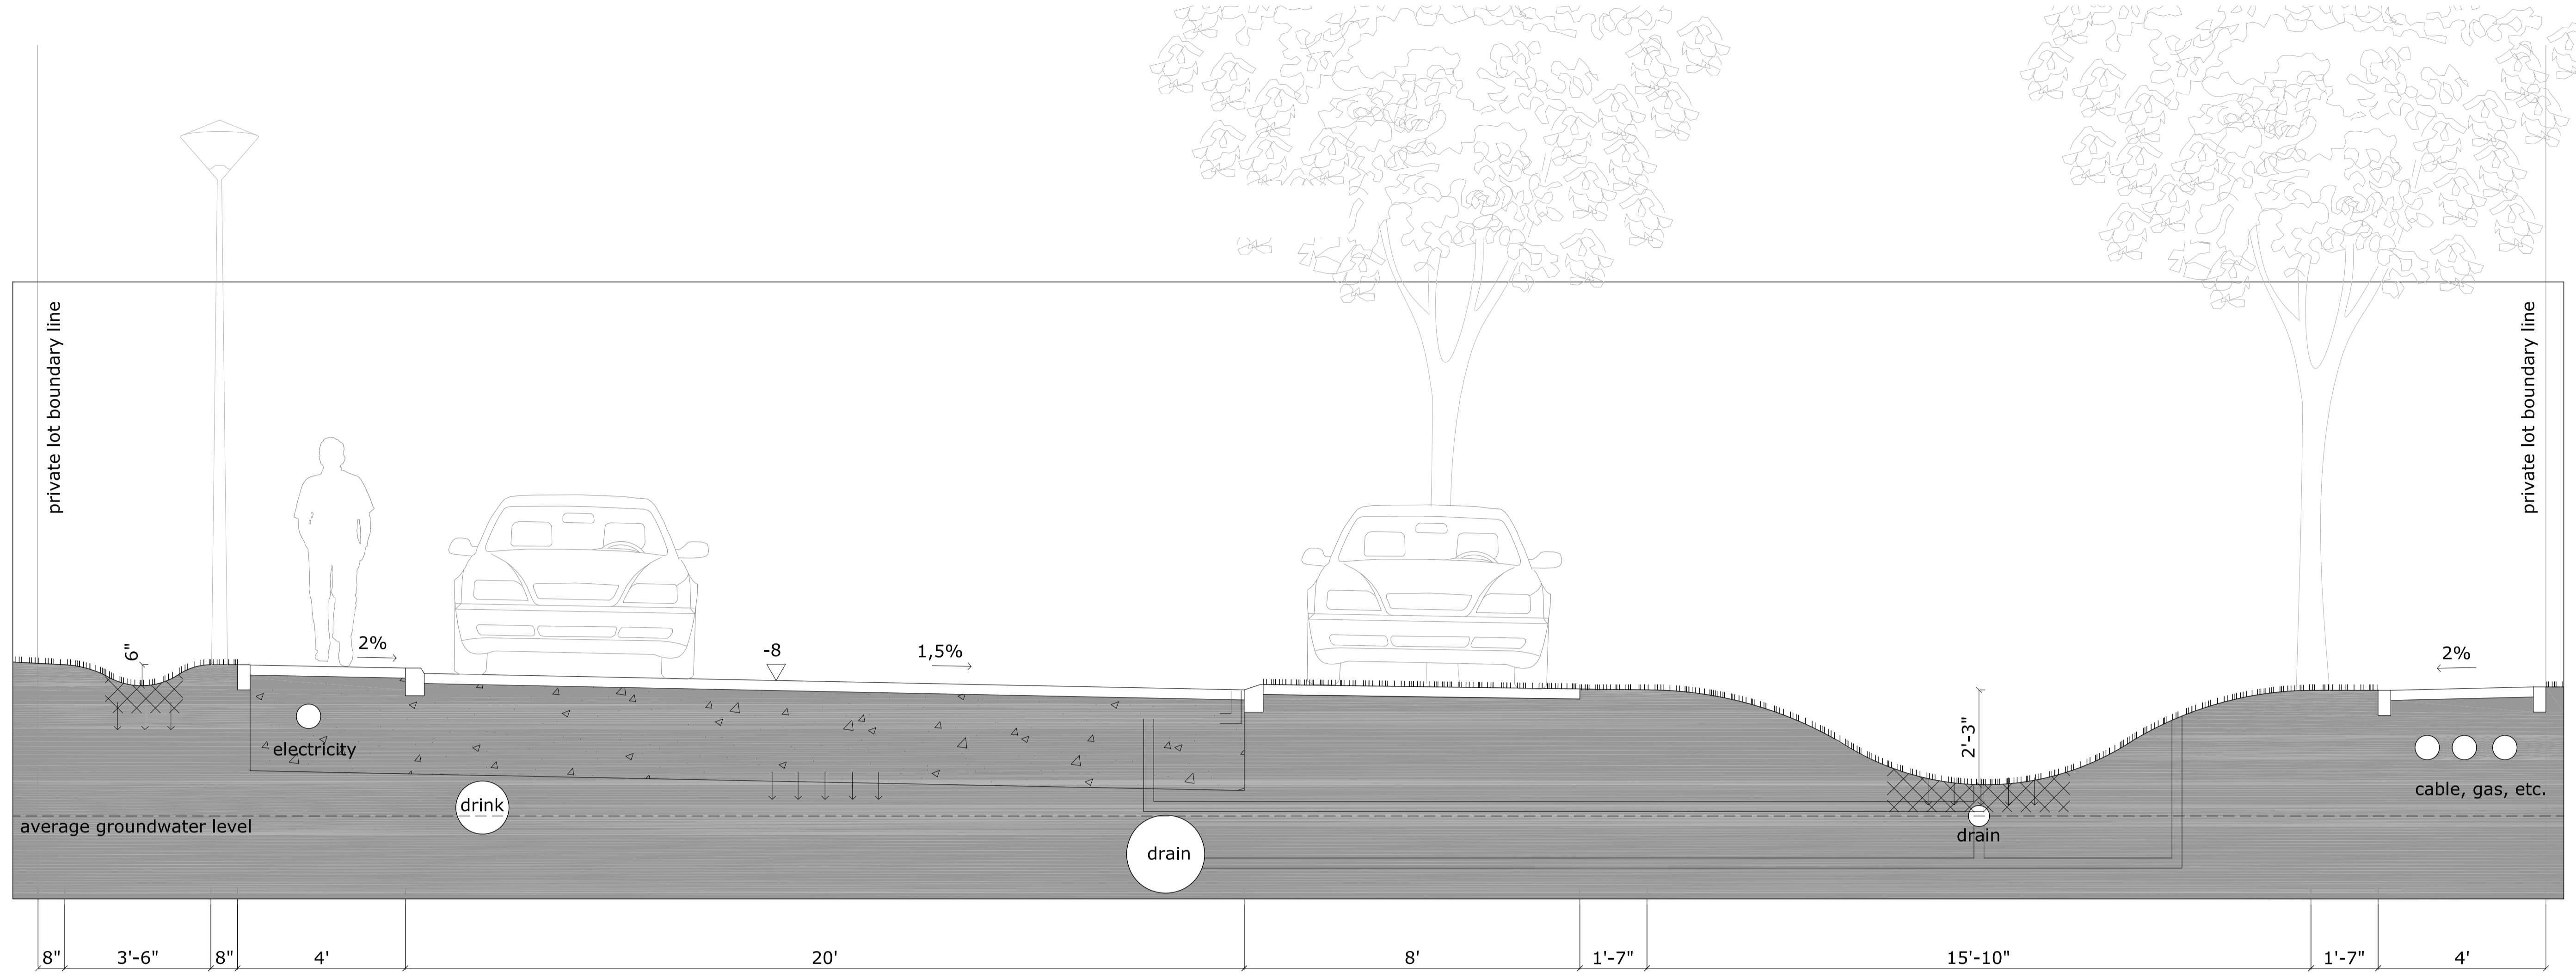 private lot boundary line
private lot boundary line
6"
2%
-8
1,5%
2%
2'-3"
electricity
drink
average groundwater level
drain
drain
cable, gas, etc.
8"
3'-6"
8"
4'
20'
8'
1'-7"
15'-10"
1'-7"
4'